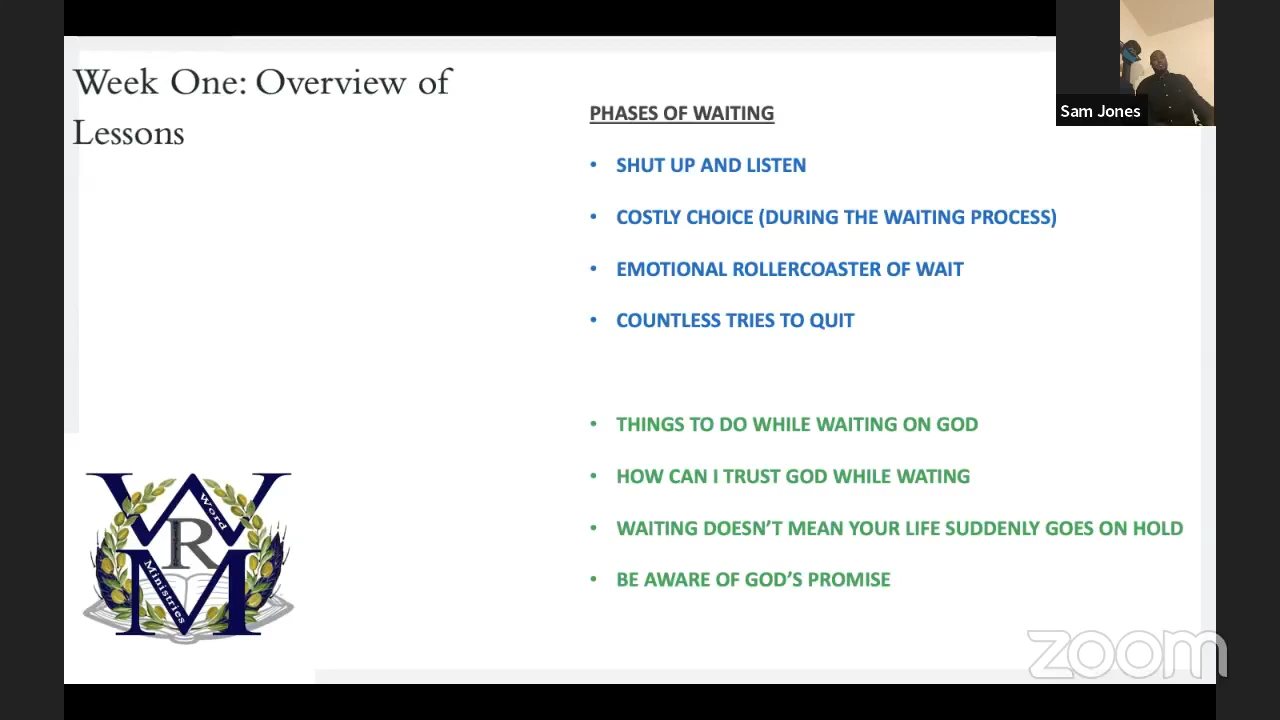 Week One: Overview of
Lessons
PHASES OF WAITING
• SHUT UP AND LISTEN
• COSTLY CHOICE (DURING THE WAITING PROCESS)
• EMOTIONAL ROLLERCOASTER OF WAIT
• COUNTLESS TRIES TO QUIT
• THINGS TO DO WHILE WAITING ON GOD
• HOW CAN I TRUST GOD WHILE WATING
• WAITING DOESN'T MEAN YOUR LIFE SUDDENLY GOES ON HOLD
• BE AWARE OF GOD'S PROMISE
Sam Jones
W
Word
R
M
Ministries
zoom